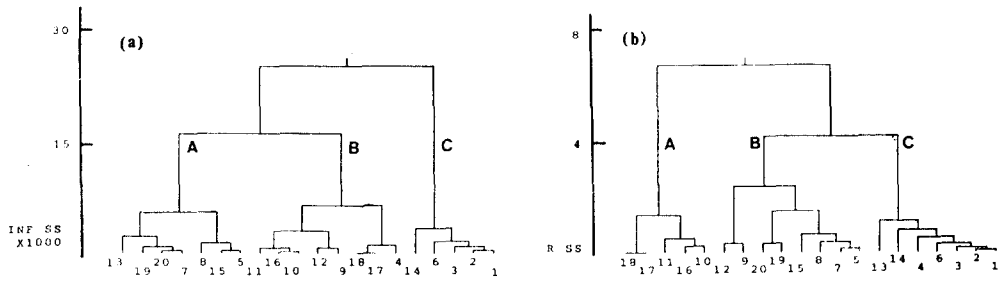 30
(a)
15
A
B
C
INF SS
X1000
13 19 20 7 8 15 5 11 16 10 12 9 18 17 4 14 6 3 2 1
8
(b)
4
A
B
C
R SS
18 17 11 16 10 12 9 20 19 15 8 7 5 13 14 4 6 3 2 1